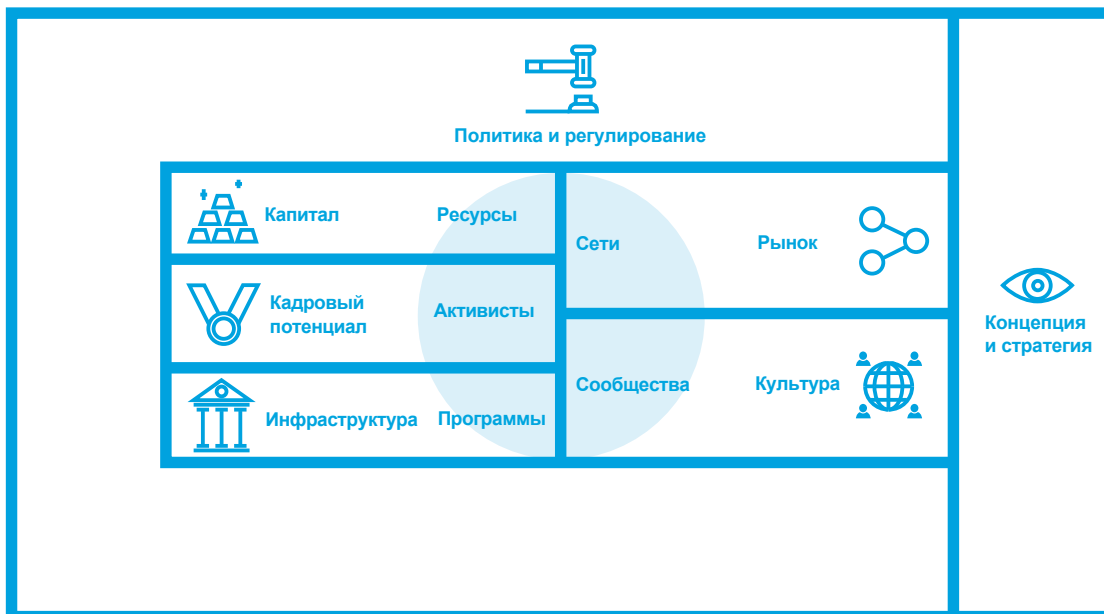 Политика и регулирование
Капитал
Ресурсы
Сети
Рынок
Кадровый
потенциал
Активисты
Концепция
и стратегия
Сообщества
Культура
Инфраструктура
Программы